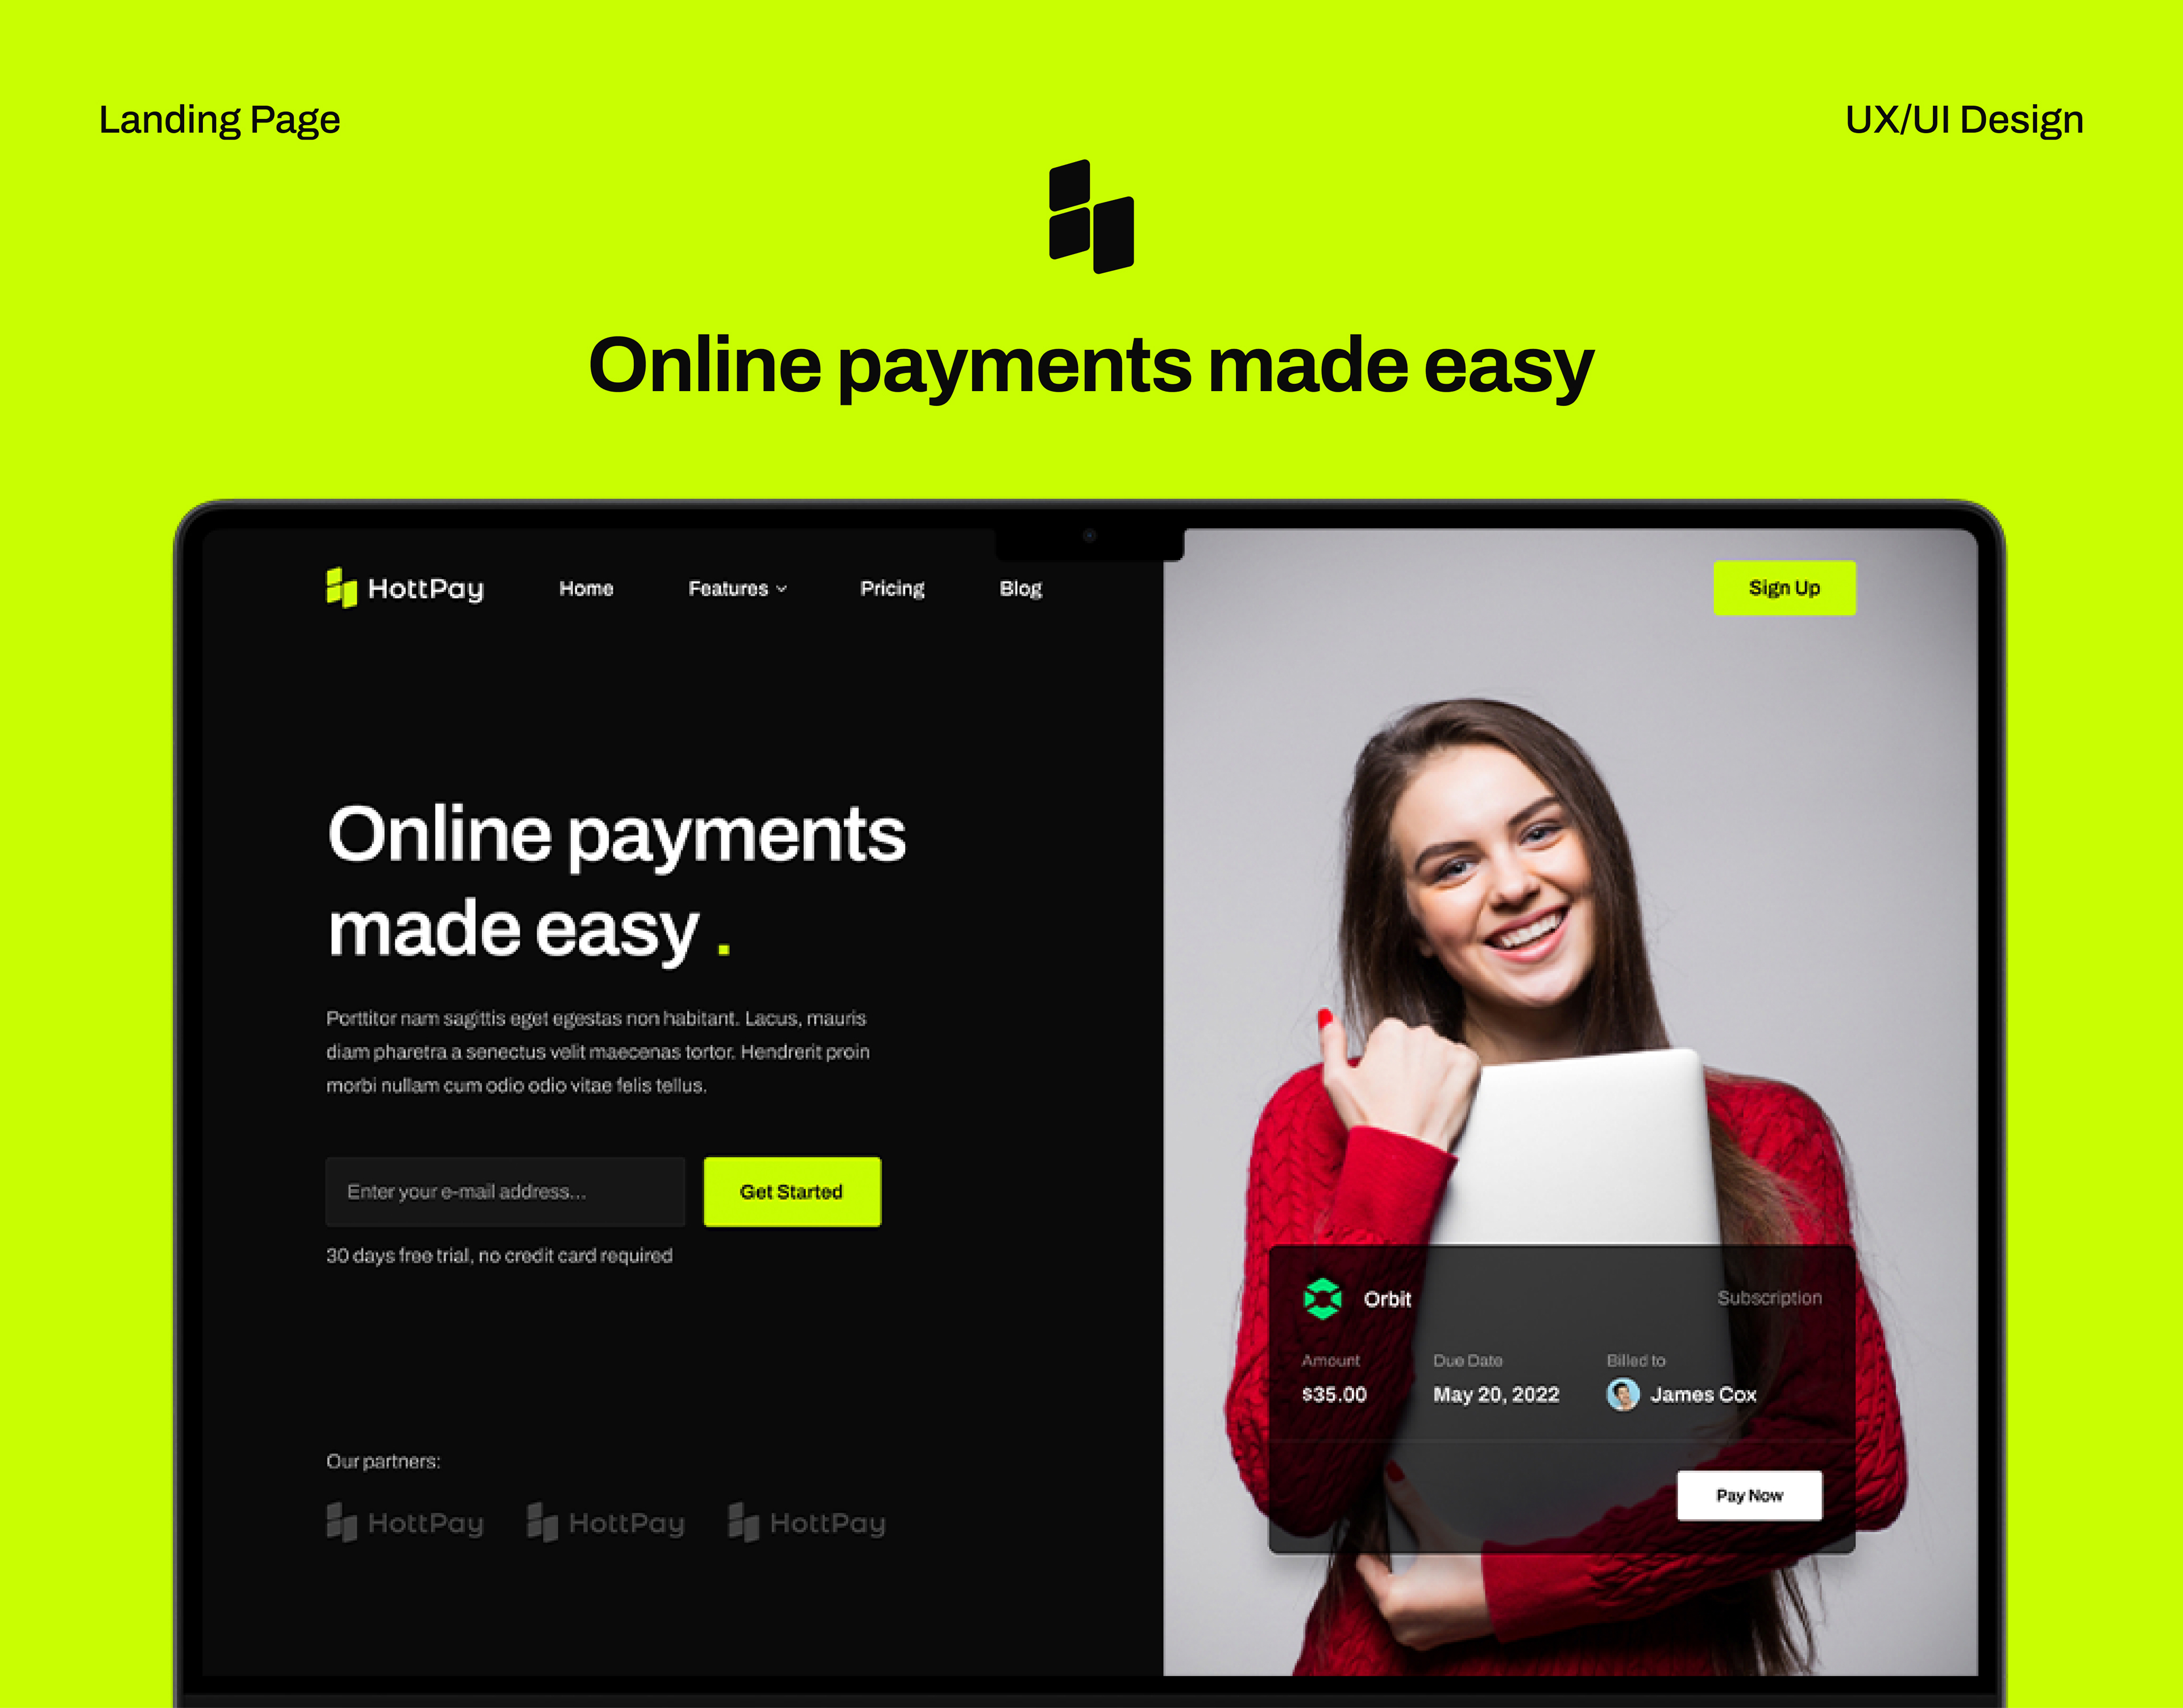 Landing Page
UX/UI Design
Online payments made easy
HottPay
Home
Features
Pricing
Blog
Sign Up
Online payments
made easy .
Porttitor nam sagittis eget egestas non habitant. Lacus, mauris
diam pharetra a senectus velit maecenas tortor. Hendrerit proin
morbi nullam cum odio odio vitae felis tellus.
Enter your e-mail address...
Get Started
30 days free trial, no credit card required
Our partners:
HottPay
HottPay
HottPay
Orbit
Subscription
Amount
Due Date
Billed to
$35.00
May 20, 2022
James Cox
Pay Now